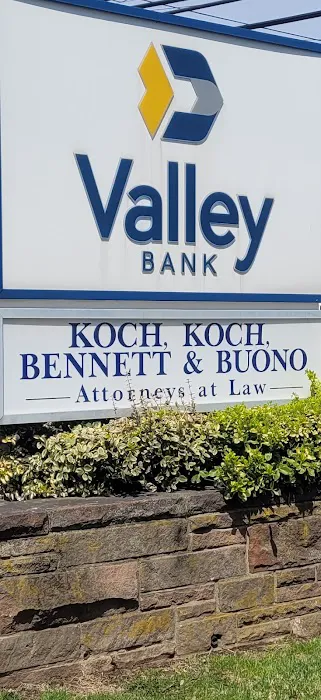 Valley
BANK
KOCH, KOCH,
BENNETT & BUONO
Attorneys at Law